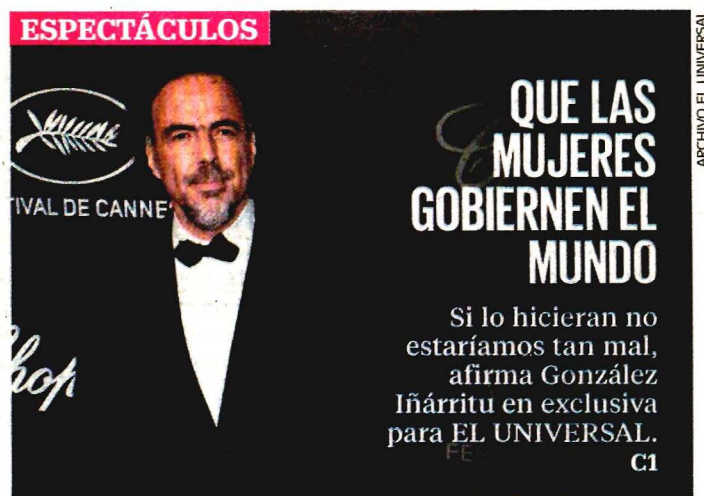 ESPECTÁCULOS
ARCHIVO EL UNIVERSAL
TIVAL DE CANNE
QUE LAS
MUJERES
GOBIERNEN EL
MUNDO
Si lo hicieran no
estaríamos tan mal,
afirma González
Iñárritu en exclusiva
para EL UNIVERSAL.
FE
C1